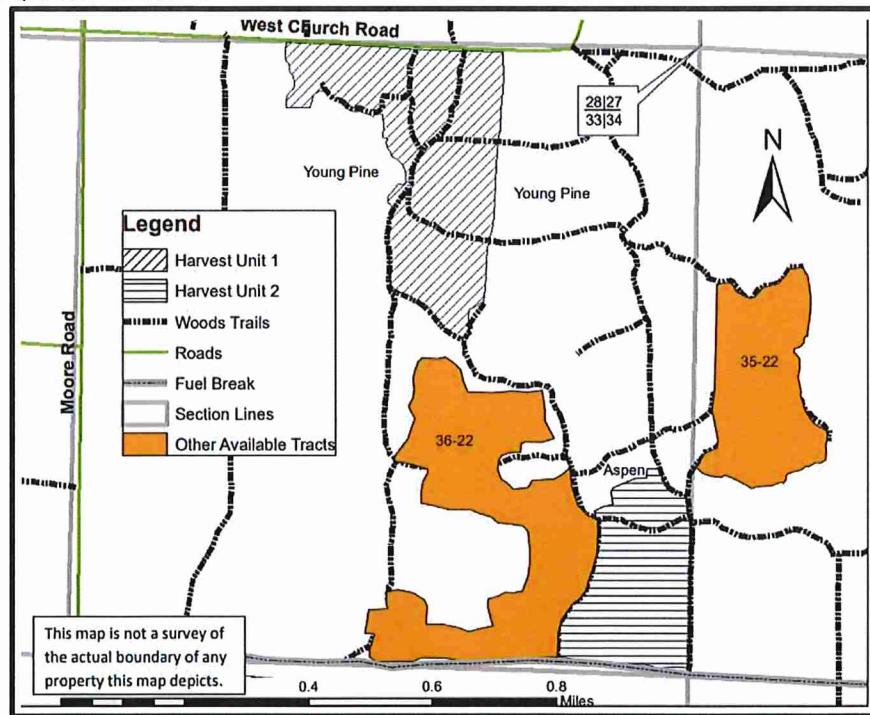 West Church Road
28|27
33|34
N
Young Pine
Young Pine
Legend
Harvest Unit 1
Harvest Unit 2
Woods Trails
Roads
Fuel Break
Section Lines
Other Available Tracts
Moore Road
35-22
36-22
Aspen
This map is not a survey of
the actual boundary of any
property this map depicts.
0.4 0.6 0.8
Miles